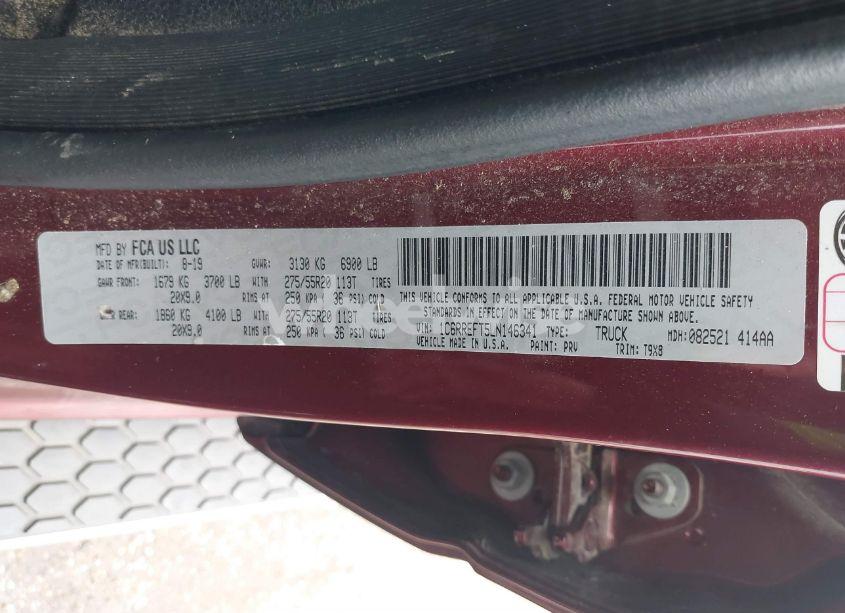 MFD BY FCA US LLC
DATE OF MFR(BUILT): 8-19 GVWR: 3130 KG 6900 LB
GAWR FRONT: 1679 KG 3700 LB WITH 275/55R20 113T TIRES
20X9.0 RIMS AT 250 KPA ( 36 PSI) COLD
REAR: 1860 KG 4100 LB WITH 275/55R20 113T TIRES
20X9.0 RIMS AT 250 KPA ( 36 PSI) COLD
THIS VEHICLE CONFORMS TO ALL APPLICABLE U.S.A. FEDERAL MOTOR VEHICLE SAFETY
STANDARDS IN EFFECT ON THE DATE OF MANUFACTURE SHOWN ABOVE.
VIN: 1C6RREFT5LN146341 TYPE: TRUCK MDH: 082521 414AA
VEHICLE MADE IN U.S.A. PAINT: PRV TRIM: T9X8